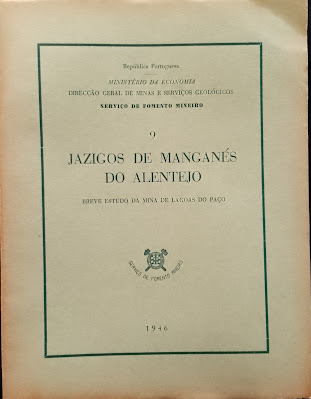 República Portuguesa
MINISTÉRIO DA ECONOMIA
DIRECÇÃO GERAL DE MINAS E SERVIÇOS GEOLÓGICOS
SERVIÇO DE FOMENTO MINEIRO
9
JAZIGOS DE MANGANÉS
DO ALENTEJO
BREVE ESTUDO DA MINA DE LAGOAS DO PAÇO
SERVIÇO DE FOMENTO MINEIRO
1946